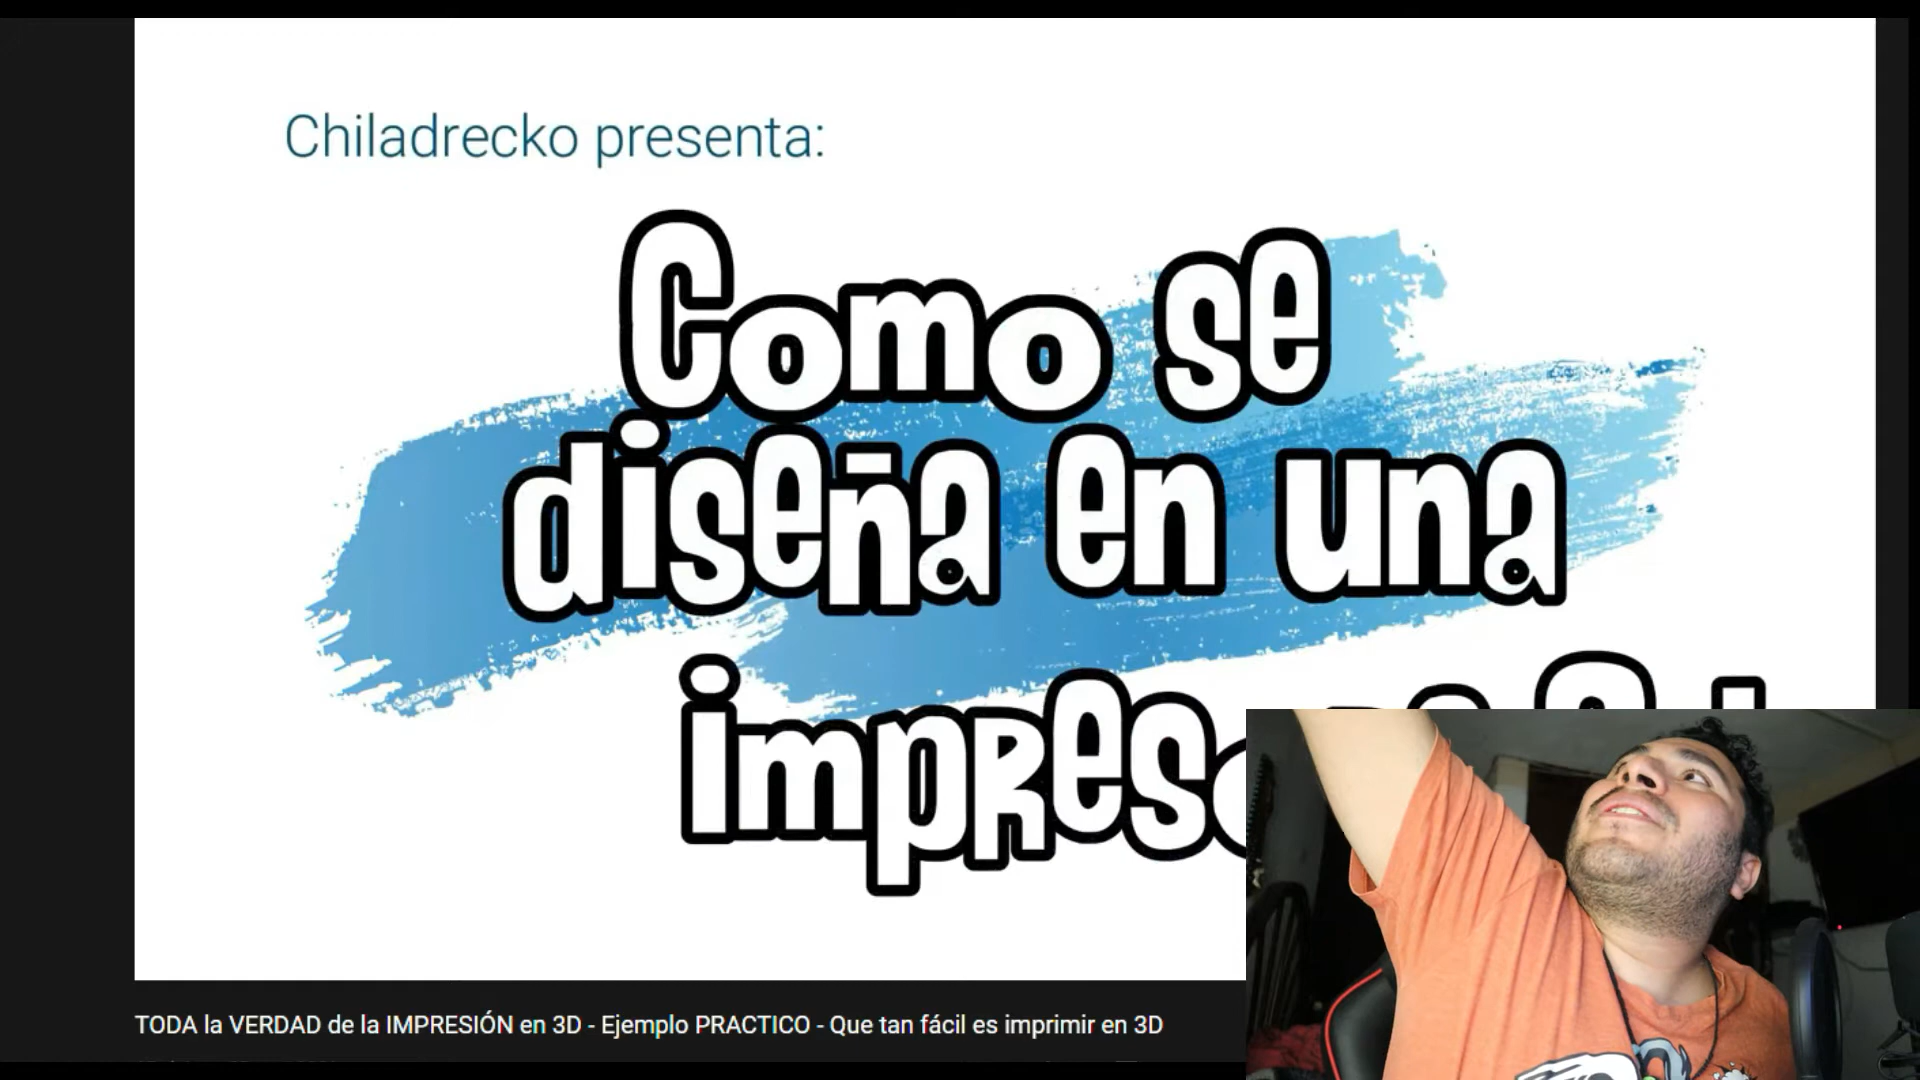 Chiladrecko presenta:
Como se
diseña en una
TODA la VERDAD de la IMPRESIÓN en 3D - Ejemplo PRACTICO - Que tan fácil es imprimir en 3D